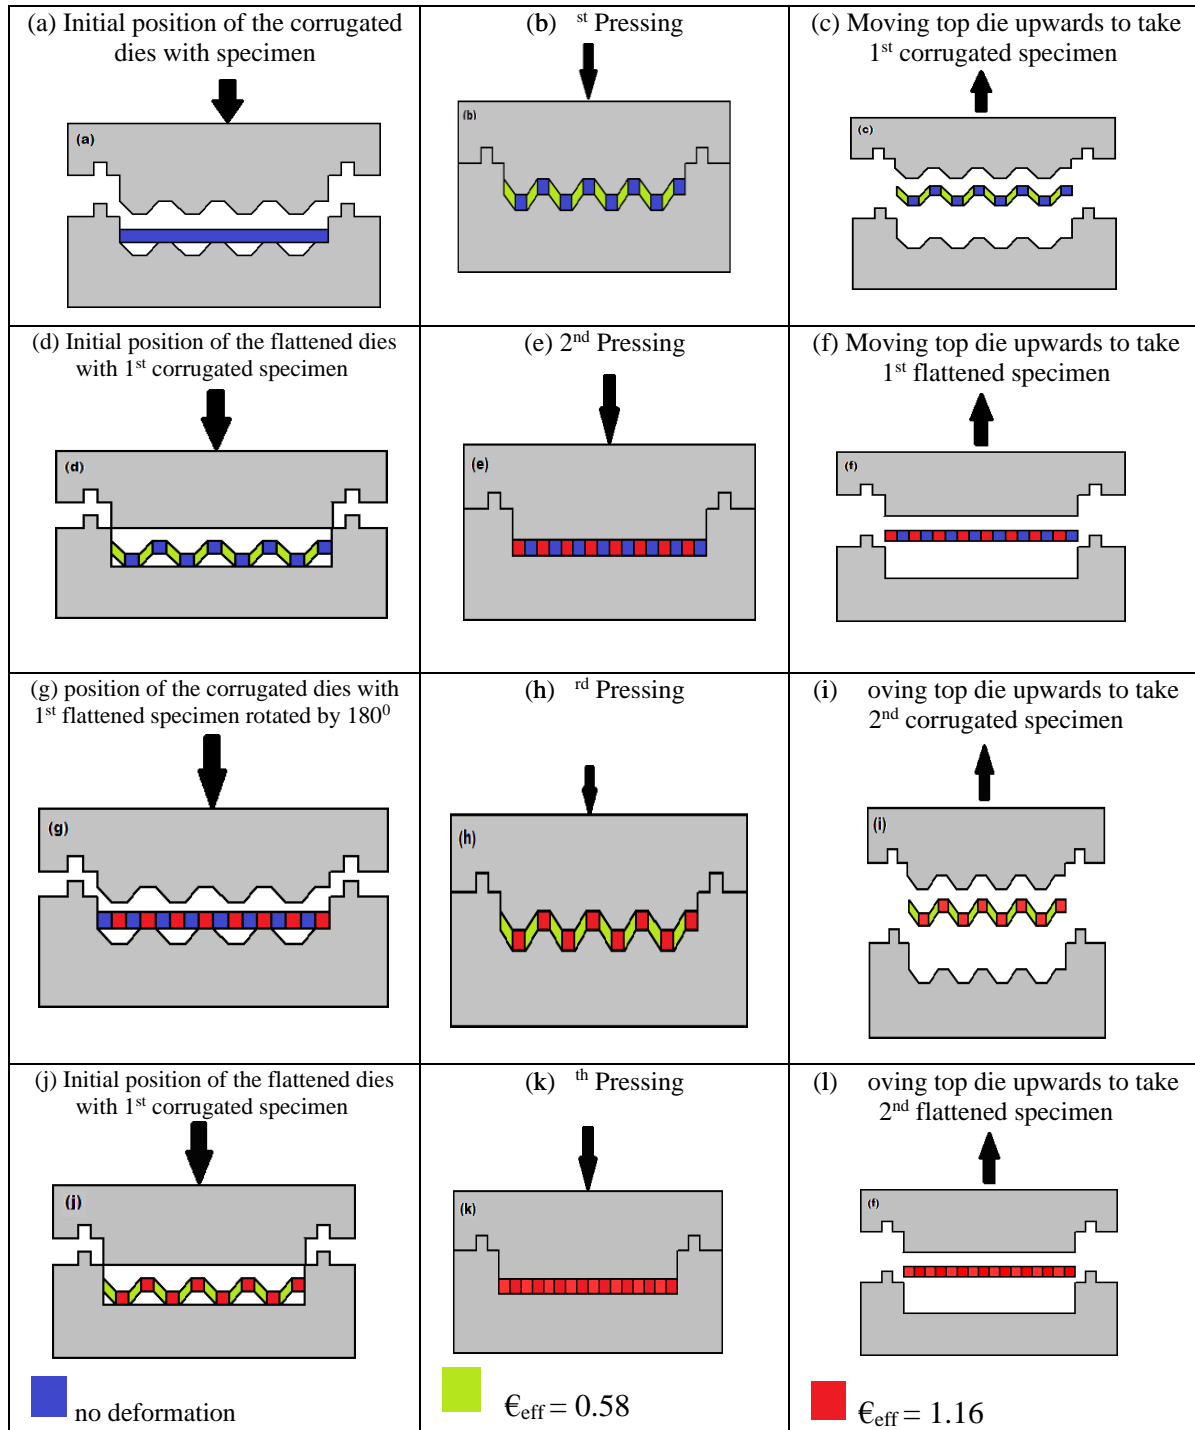 (a) Initial position of the corrugated
dies with specimen
(a)
(b) st Pressing
(b)
(c) Moving top die upwards to take
1st corrugated specimen
(c)
(d) Initial position of the flattened dies
with 1st corrugated specimen
(d)
(e) 2nd Pressing
(e)
(f) Moving top die upwards to take
1st flattened specimen
(f)
(g) position of the corrugated dies with
1st flattened specimen rotated by 180⁰
(g)
(h) rd Pressing
(h)
(i) oving top die upwards to take
2nd corrugated specimen
(i)
(j) Initial position of the flattened dies
with 1st corrugated specimen
(j)
(k) th Pressing
(k)
(l) oving top die upwards to take
2nd flattened specimen
(f)
no deformation
€eff = 0.58
€eff = 1.16